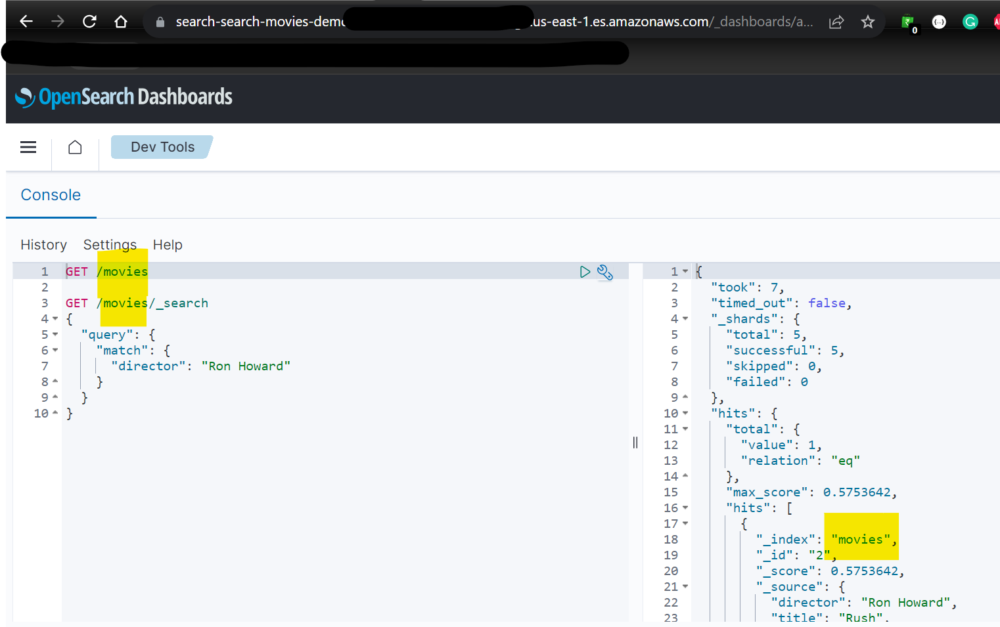 search-search-movies-demo .us-east-1.es.amazonaws.com/_dashboards/a...
0
OpenSearch Dashboards
Dev Tools
Console
History Settings Help
1 GET /movies
2
3 GET /movies/_search
4 {
5 "query": {
6 "match": {
7 "director": "Ron Howard"
8 }
9 }
10 }
1 {
2 "took": 7,
3 "timed_out": false,
4 "_shards": {
5 "total": 5,
6 "successful": 5,
7 "skipped": 0,
8 "failed": 0
9 },
10 "hits": {
11 "total": {
12 "value": 1,
13 "relation": "eq"
14 },
15 "max_score": 0.5753642,
16 "hits": [
17 {
18 "_index": "movies",
19 "_id": "2",
20 "_score": 0.5753642,
21 "_source": {
22 "director": "Ron Howard",
23 "title": "Rush",